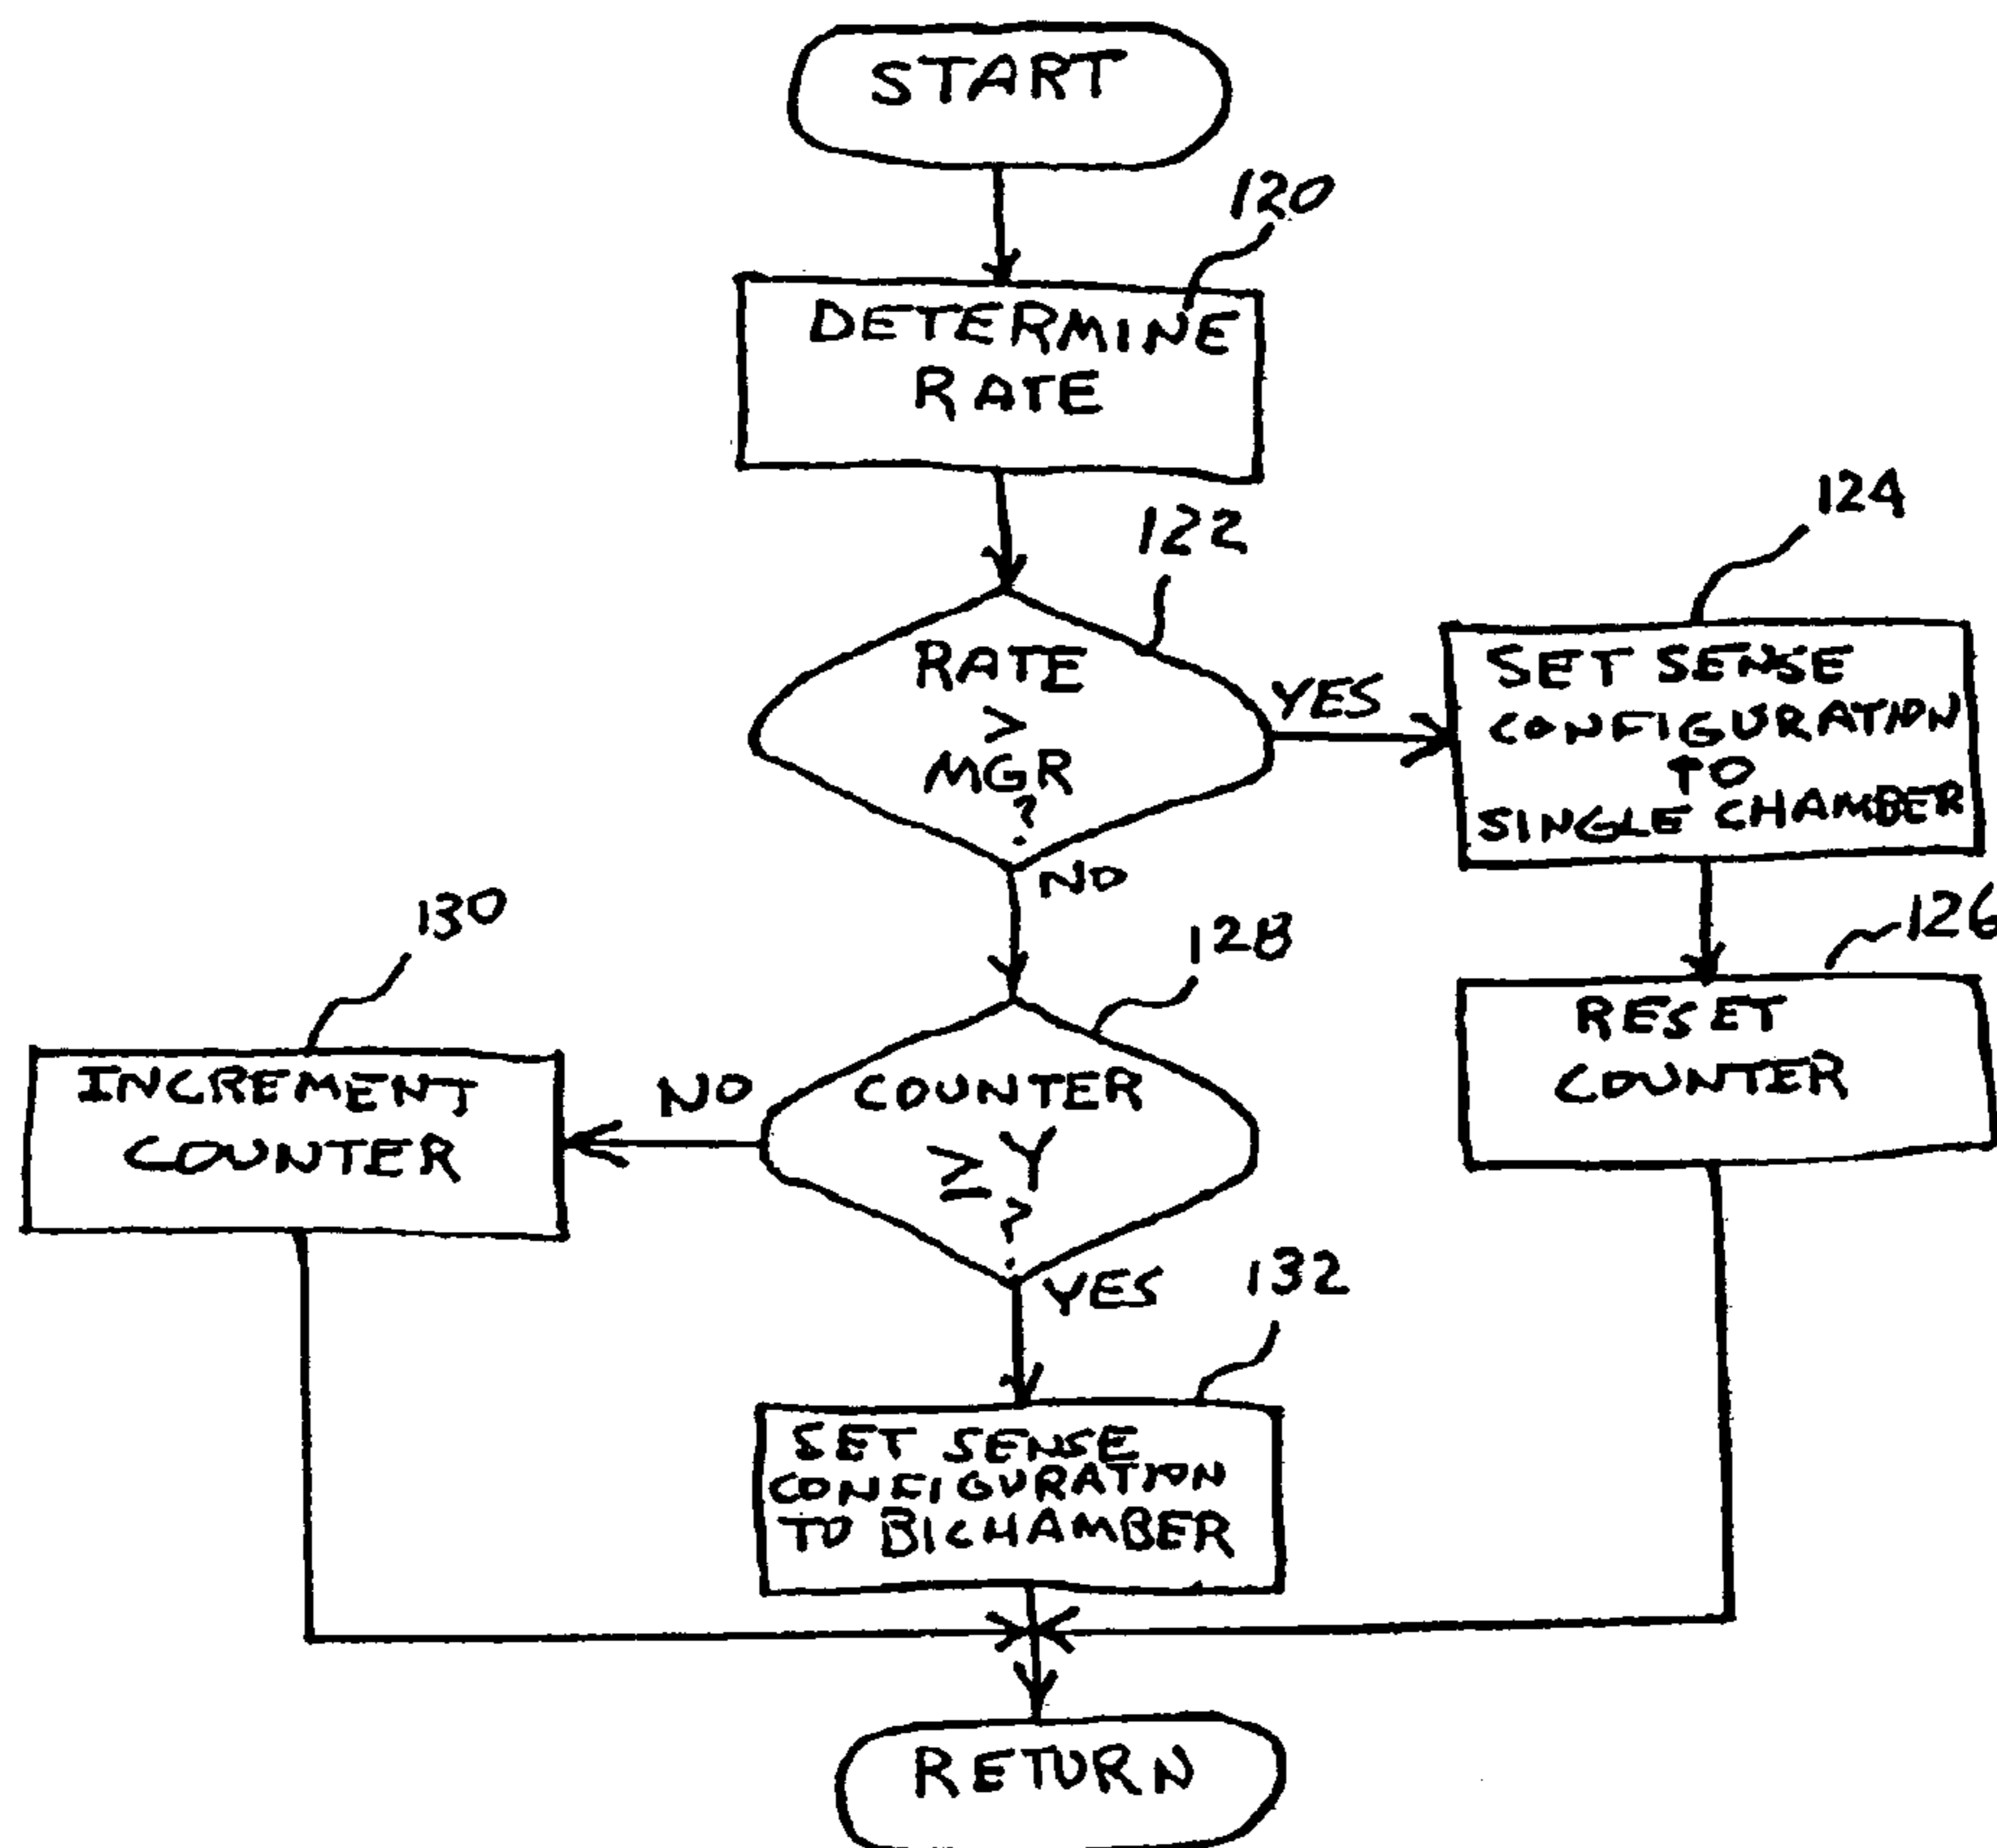 START
120
DETERMINE
RATE
122
124
RATE
>
MGR
?
YES
SET SENSE
CONFIGURATION
TO
SINGLE CHAMBER
NO
130
128
126
INCREMENT
COUNTER
NO
COUNTER
≥ Y
?
RESET
COUNTER
YES
132
SET SENSE
CONFIGURATION
TO BICHAMBER
RETURN